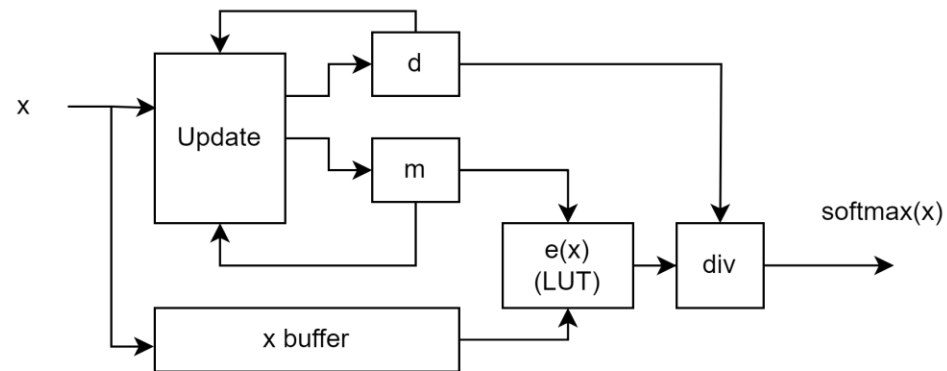 d
x
Update
m
softmax(x)
e(x)
(LUT)
div
x buffer